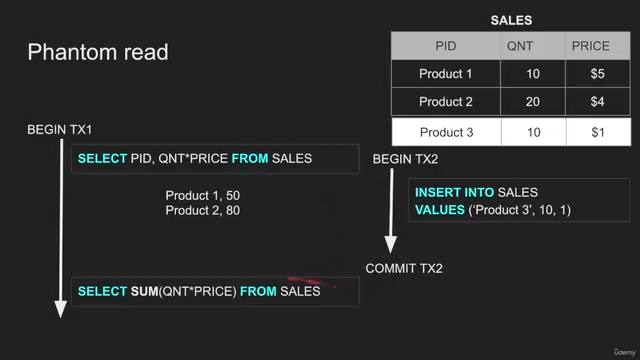 SALES
Phantom read
PID QNT PRICE
Product 1 10 $5
Product 2 20 $4
Product 3 10 $1
BEGIN TX1
SELECT PID, QNT*PRICE FROM SALES
BEGIN TX2
Product 1, 50
Product 2, 80
INSERT INTO SALES
VALUES (‘Product 3’, 10, 1)
COMMIT TX2
SELECT SUM(QNT*PRICE) FROM SALES
ûdemy